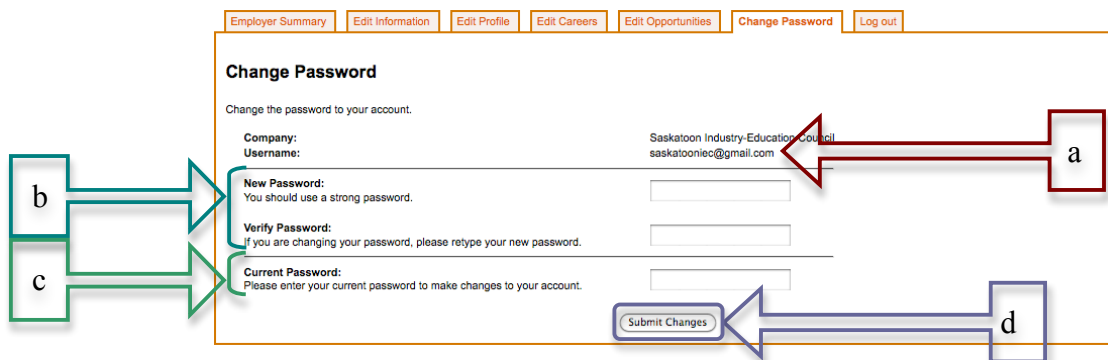 Employer Summary Edit Information Edit Profile Edit Careers Edit Opportunities Change Password Log out
Change Password
Change the password to your account.
Company: Saskatoon Industry-Education Council
Username: saskatooniec@gmail.com
a
b
New Password:
You should use a strong password.
Verify Password:
If you are changing your password, please retype your new password.
c
Current Password:
Please enter your current password to make changes to your account.
Submit Changes
d